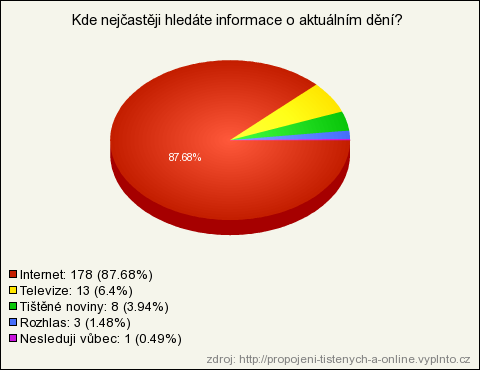 Kde nejčastěji hledáte informace o aktuálním dění?
87.68%
Internet: 178 (87.68%)
Televize: 13 (6.4%)
Tištěné noviny: 8 (3.94%)
Rozhlas: 3 (1.48%)
Nesleduji vůbec: 1 (0.49%)
zdroj: http://propojeni-tistenych-a-online.vyplnto.cz